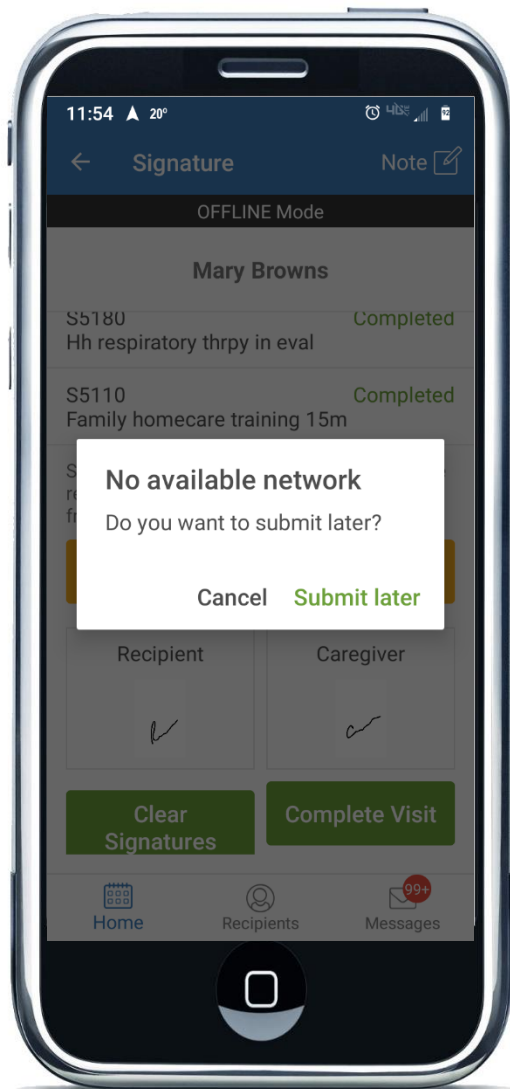 11:54 20°
Signature Note
OFFLINE Mode
Mary Browns
S5180 Completed
Hh respiratory thrpy in eval
S5110 Completed
Family homecare training 15m
No available network
Do you want to submit later?
Cancel Submit later
Recipient Caregiver
Clear Complete Visit
Signatures
99+
Home Recipients Messages